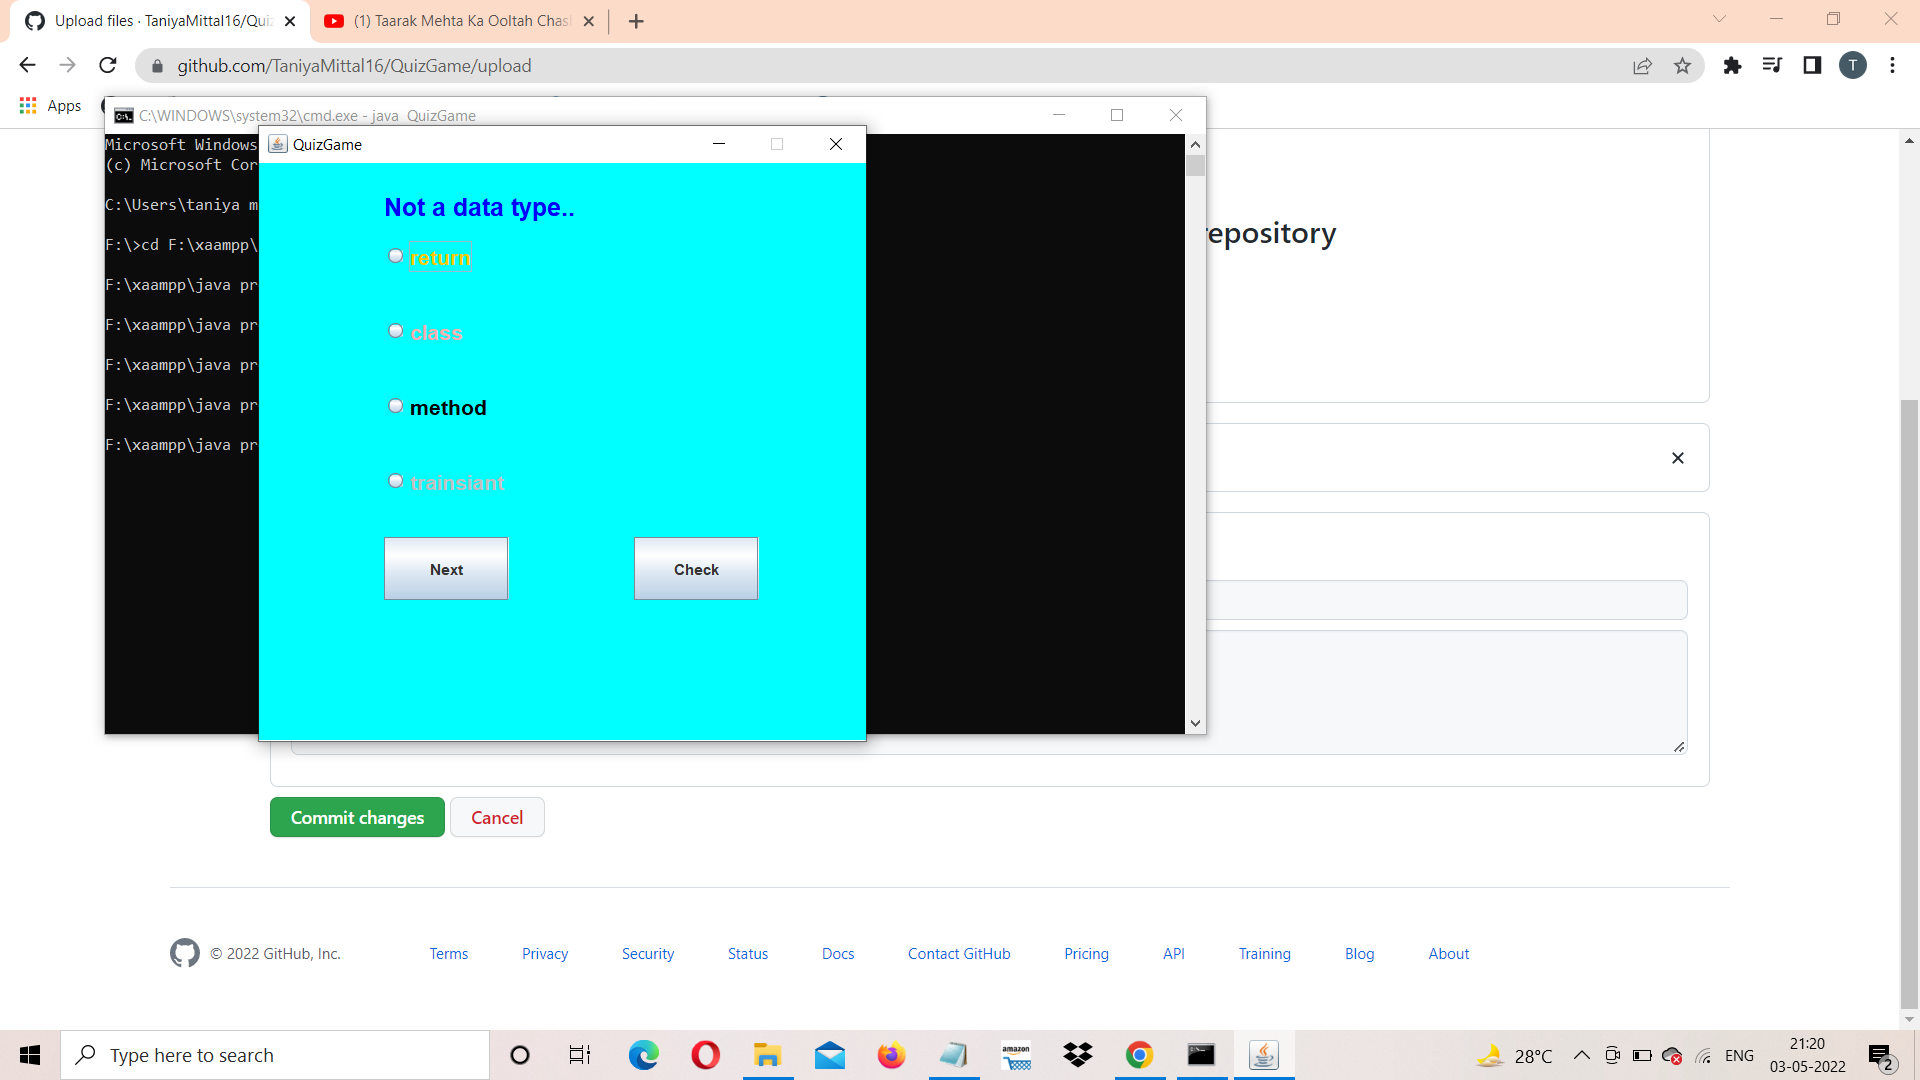 Upload files · TaniyaMittal16/Quiz
(1) Taarak Mehta Ka Ooltah Chas
github.com/TaniyaMittal16/QuizGame/upload
T
Apps
C:\WINDOWS\system32\cmd.exe - java  QuizGame
Microsoft Windows
(c) Microsoft Cor
C:\Users\taniya m
F:\>cd F:\xaampp\
F:\xaampp\java pr
F:\xaampp\java pr
F:\xaampp\java pr
F:\xaampp\java pr
F:\xaampp\java pr
QuizGame
Not a data type..
return
class
method
trainsiant
Next
Check
repository
Commit changes
Cancel
© 2022 GitHub, Inc.
Terms
Privacy
Security
Status
Docs
Contact GitHub
Pricing
API
Training
Blog
About
Type here to search
amazon
28°C
ENG
21:20
03-05-2022
2